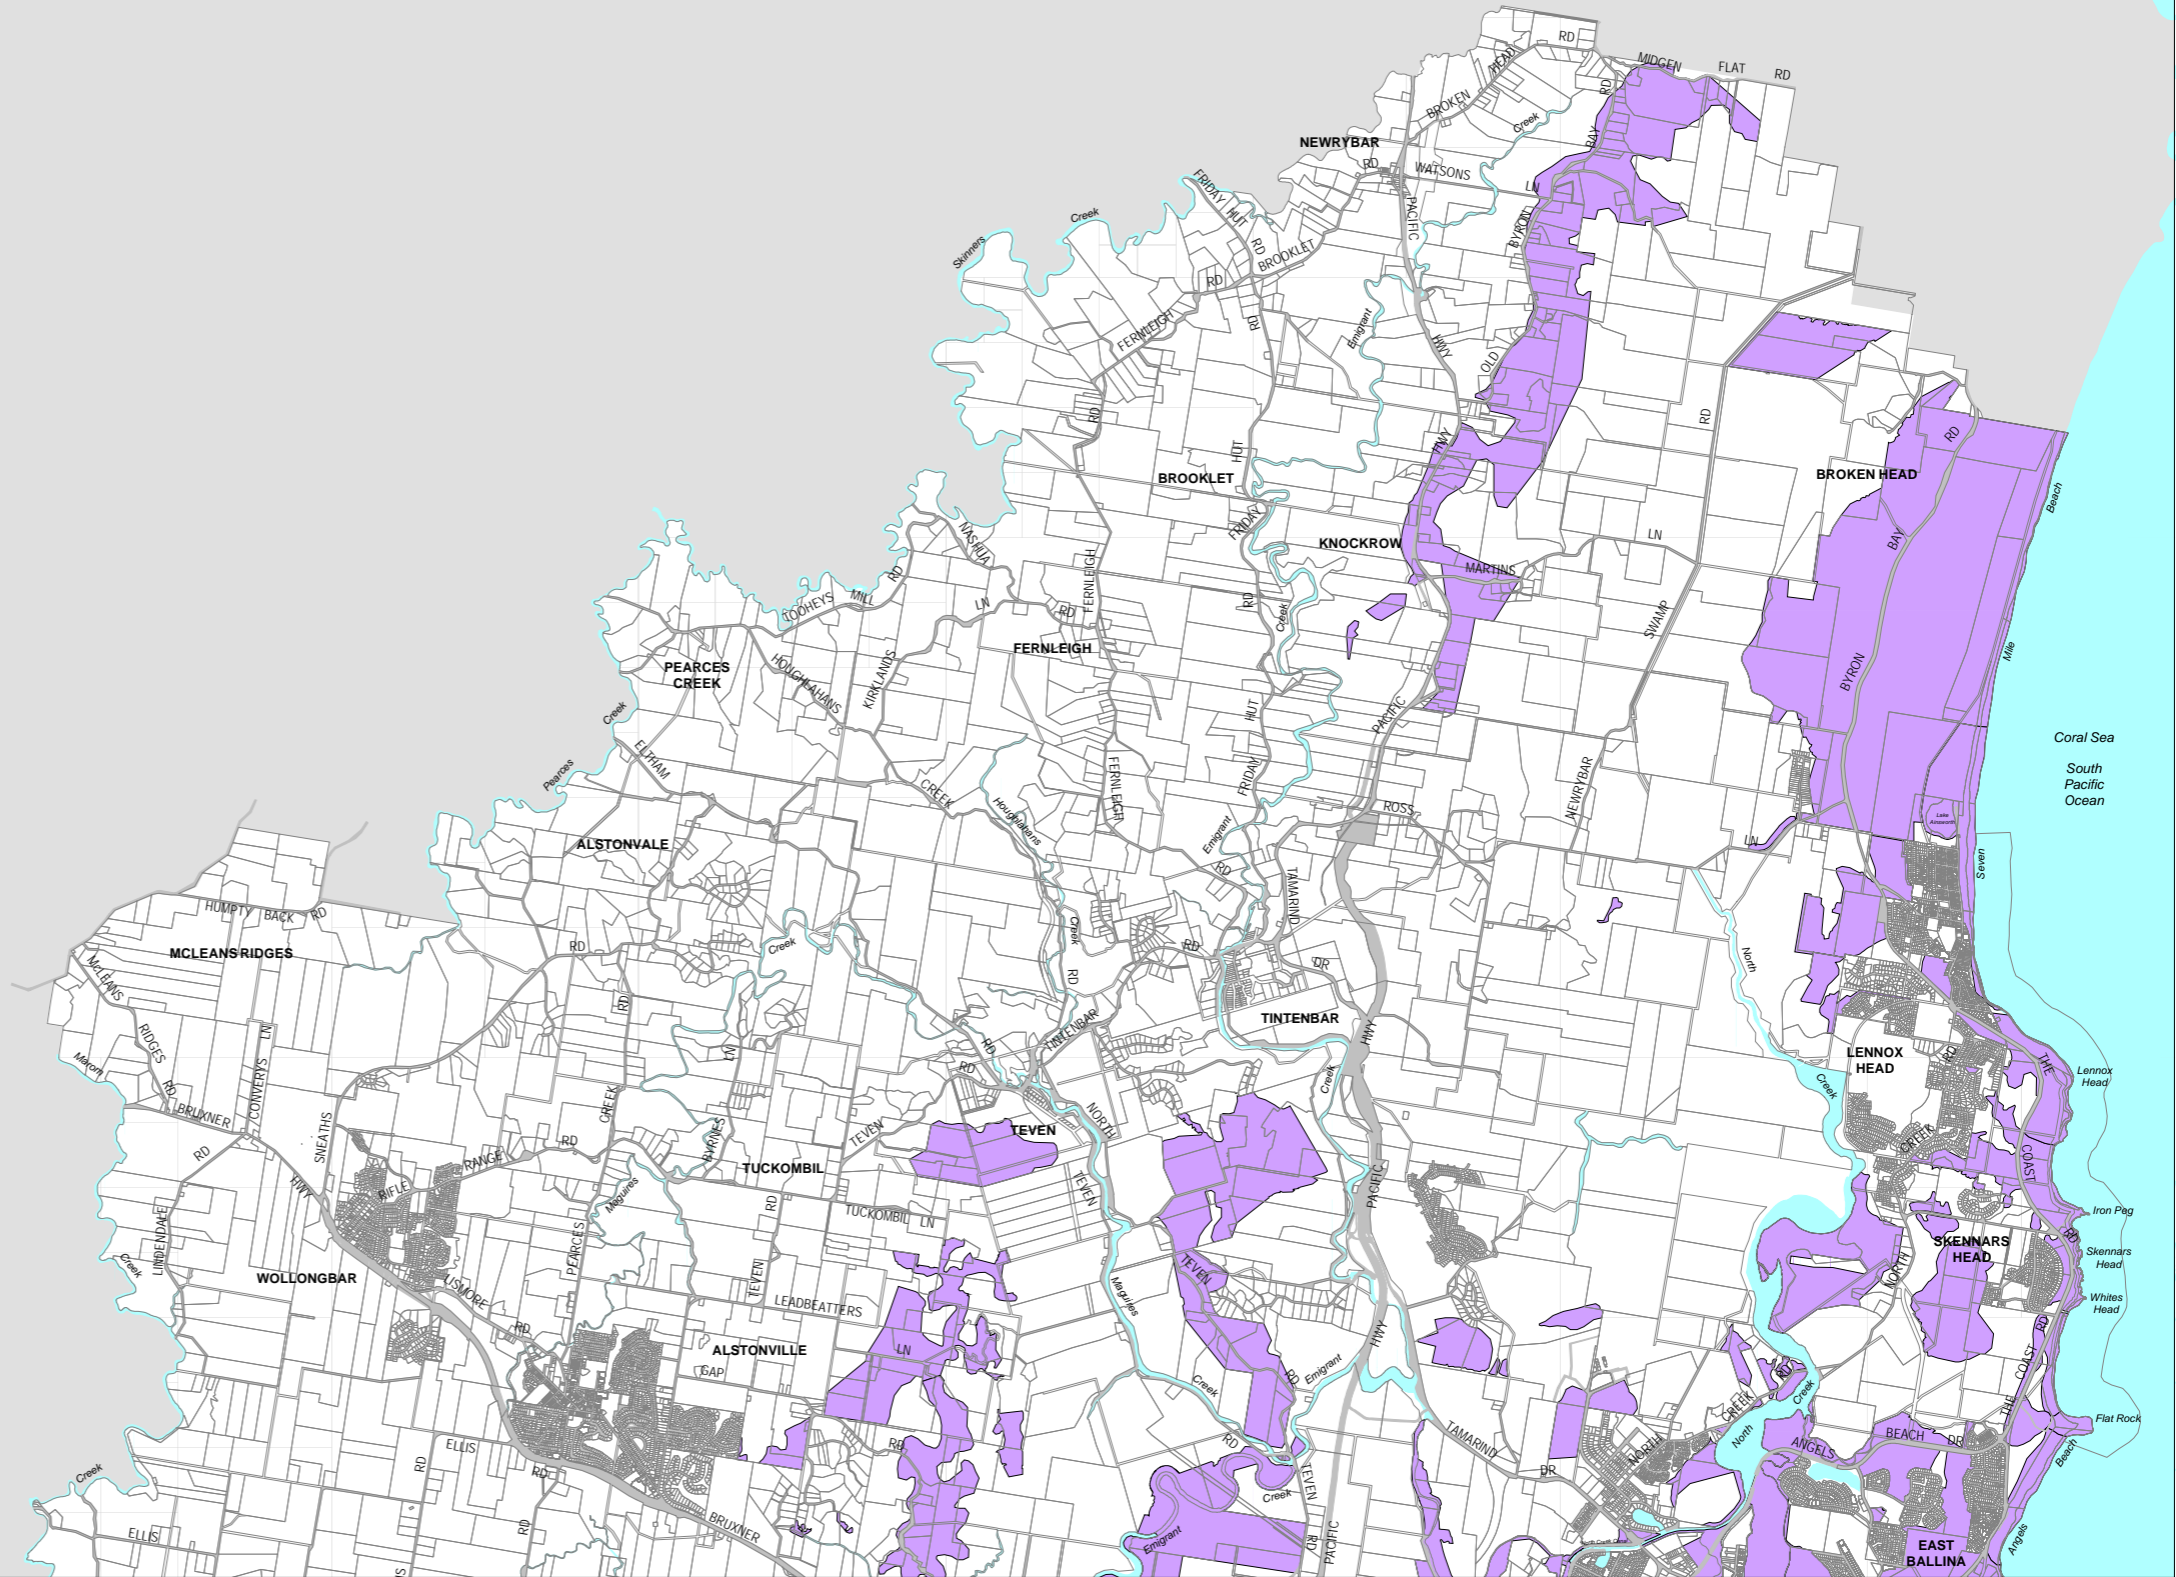 RD
MIDGEN
FLAT
RD
HEAD
RD
BROKEN
Creek
BAY
NEWRYBAR
RD
WATSONS
LN
FRIDAY
HUT
RD
PACIFIC
BYRON
Creek
Skinners
BROOKLET
RD
FERNLEIGH
RD
Emigrant
HWY
OLD
RD
RD
HUT
HWY
RD
BROKEN HEAD
BROOKLET
Beach
FRIDAY
NASHUA
KNOCKROW
LN
BAY
RD
FERNLEIGH
MARTINS
TOOHEYS
MILL
LN
RD
RD
Creek
SWAMP
FERNLEIGH
Mile
PEARCES
CREEK
HOUGHLAHANS
KIRKLANDS
BYRON
Creek
HUT
PACIFIC
Coral Sea
South
Pacific
Ocean
ELTHAM
Pearces
CREEK
FERNLEIGH
FRIDAY
NEWRYBAR
Houghlahans
ROSS
Lake
Ainsworth
Emigrant
ALSTONVALE
LN
Seven
RD
TAMARIND
HUMPTY
BACK
RD
Creek
Creek
RD
RD
MCLEANS RIDGES
North
McLEANS
DR
RD
RD
TINTENBAR
TINTENBAR
RIDGES
LN
HWY
RD
LN
RD
LENNOX
HEAD
RD
THE
Marom
RD
Lennox
Head
Creek
Creek
CONVERYS
CREEK
BRUXNER
NORTH
TEVEN
TEVEN
BYRNES
SNEATHS
RD
RD
RANGE
CREEK
TUCKOMBIL
COAST
RIFLE
HWY
TEVEN
PACIFIC
Maguires
RD
TUCKOMBIL
LN
Iron Peg
LINDENDALE
PEARCES
RD
SKENNARS
HEAD
Skennars
Head
Creek
WOLLONGBAR
TEVEN
NORTH
LISMORE
TEVEN
Maguires
Whites
Head
LEADBEATTERS
RD
HWY
RD
ALSTONVILLE
LN
GAP
RD
Emigrant
COAST
RD
Creek
CREEK
Creek
THE
Flat Rock
ELLIS
RD
RD
TAMARIND
NORTH
North
ANGELS
BEACH
DR
Beach
RD
RD
DR
TEVEN
Creek
ELLIS
RD
BRUXNER
Emigrant
RD
PACIFIC
EAST
BALLINA
Angels